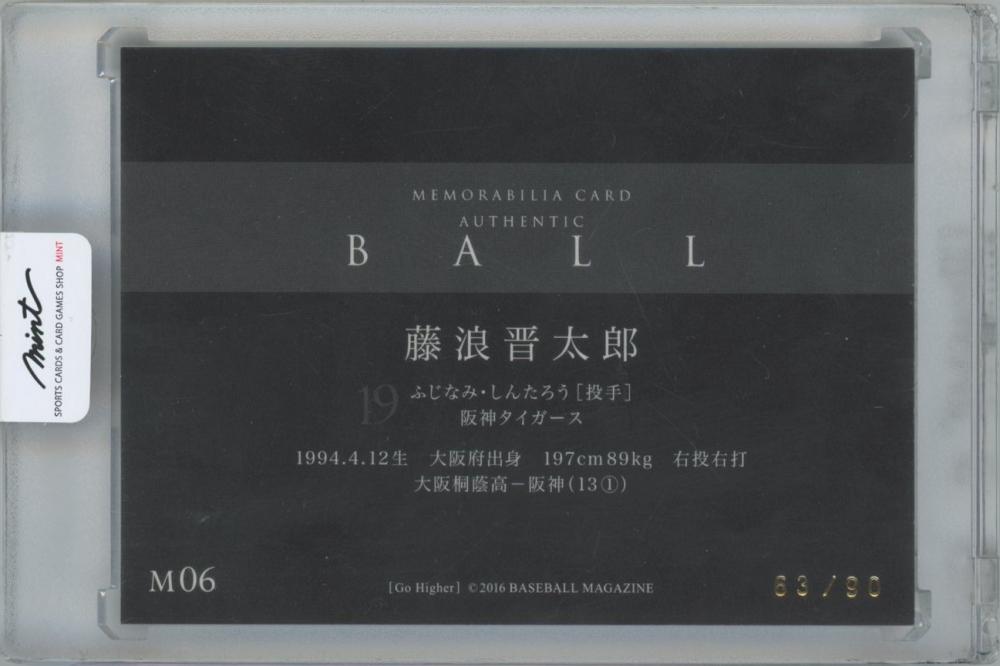 MEMORABILIA CARD
AUTHENTIC
BALL
藤浪晋太郎
19
ふじなみ・しんたろう[投手]
阪神タイガース
1994.4.12生 大阪府出身 197cm89kg 右投右打
大阪桐蔭高－阪神(13①)
M06
[Go Higher] ©2016 BASEBALL MAGAZINE
63/90
mint
SPORTS CARDS & CARD GAMES SHOP MINT